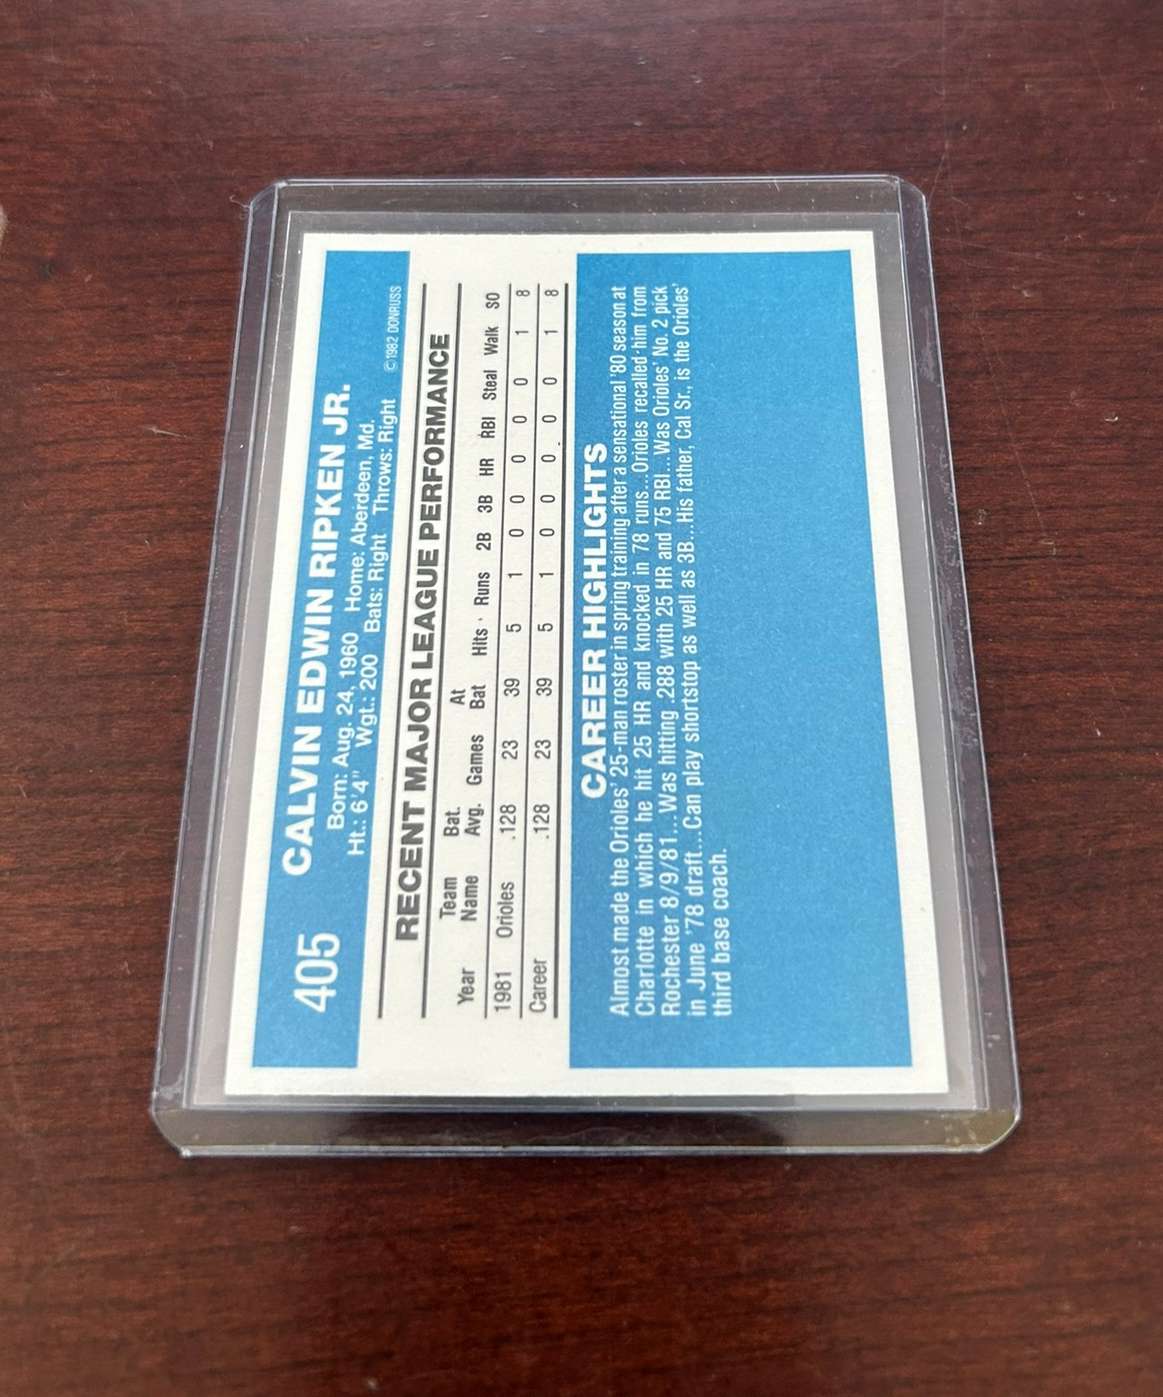 405 CALVIN EDWIN RIPKEN JR.
Born: Aug. 24, 1960 Home: Aberdeen, Md.
Ht.: 6'4" Wgt.: 200 Bats: Right Throws: Right ©1982 DONRUSS
RECENT MAJOR LEAGUE PERFORMANCE
Year Team Name Bat. Avg. Games At Bat Hits Runs 2B 3B HR RBI Steal Walk SO
1981 Orioles .128 23 39 5 1 0 0 0 0 0 1 8
Career .128 23 39 5 1 0 0 0 0 0 1 8
CAREER HIGHLIGHTS
Almost made the Orioles' 25-man roster in spring training after a sensational '80 season at
Charlotte in which he hit 25 HR and knocked in 78 runs...Orioles recalled him from
Rochester 8/9/81...Was hitting .288 with 25 HR and 75 RBI...Was Orioles' No. 2 pick
in June '78 draft...Can play shortstop as well as 3B...His father, Cal Sr., is the Orioles'
third base coach.